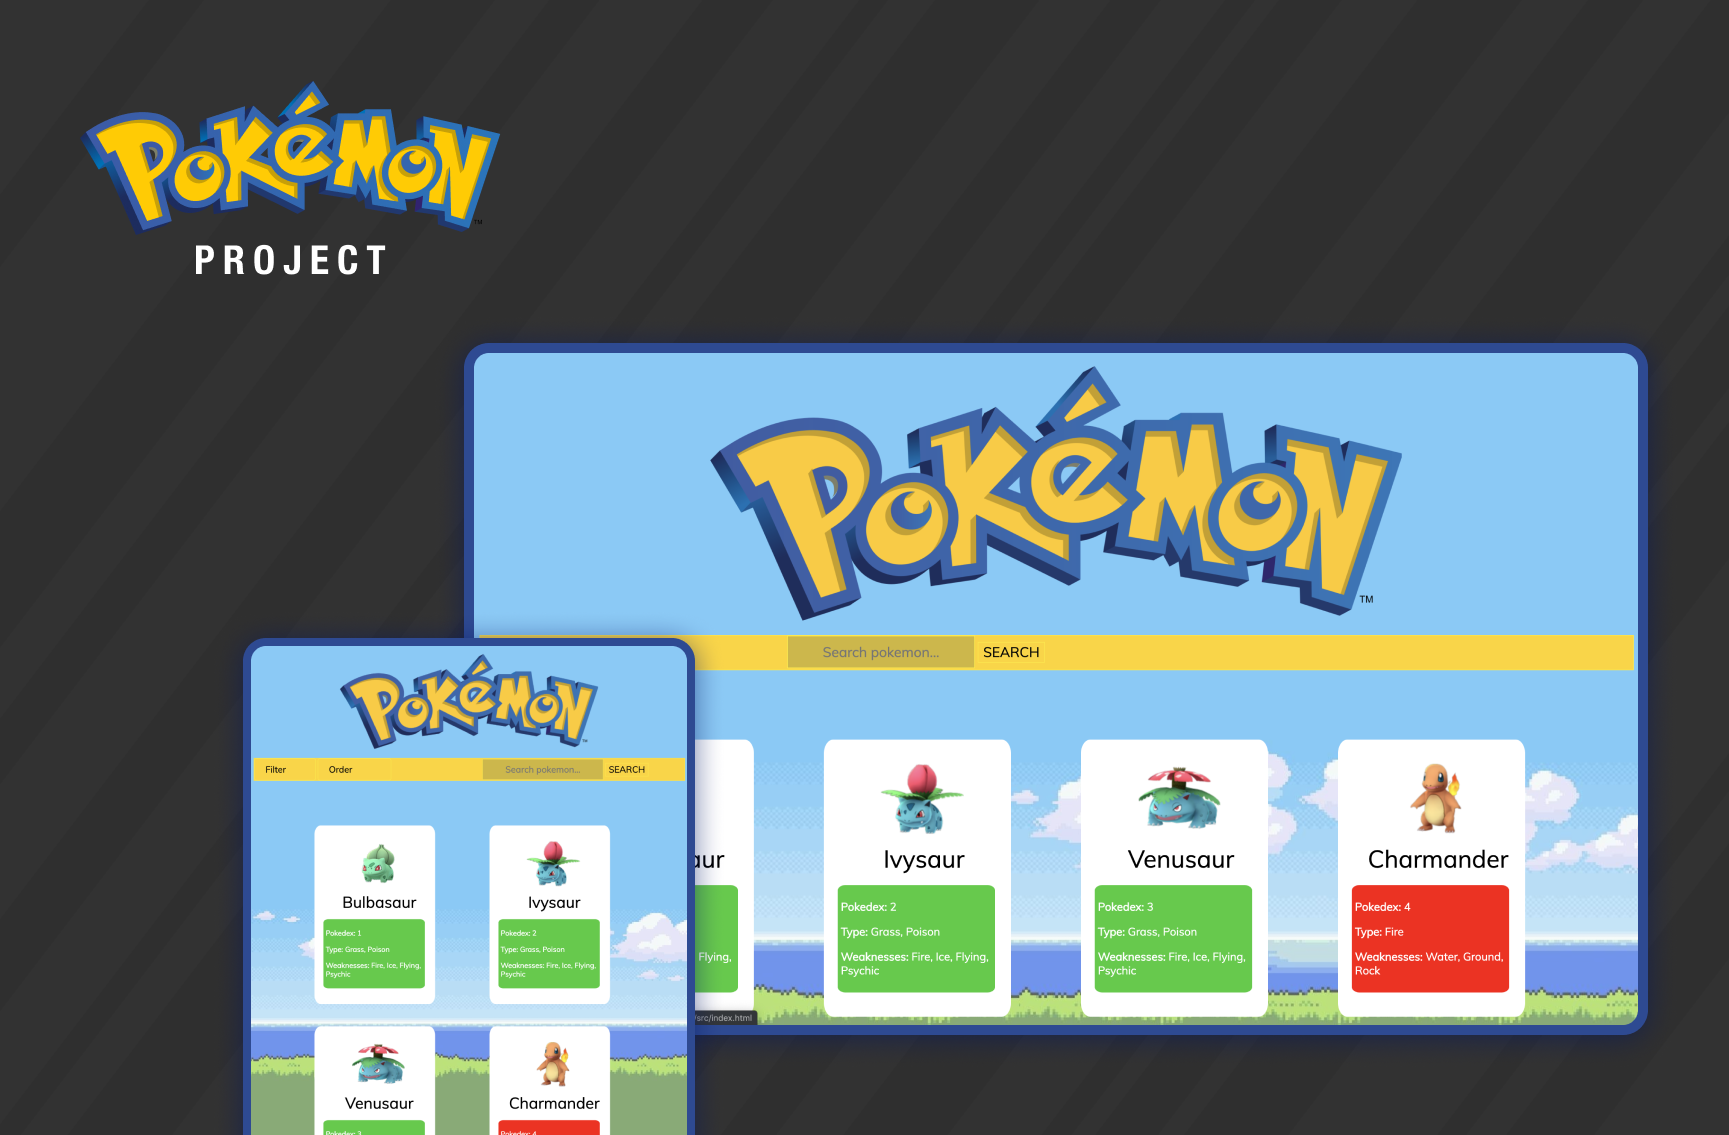 POKéMON
TM
PROJECT
POKéMON
TM
Search pokemon...
SEARCH
aur
Flying,
/src/index.html
Ivysaur
Pokedex: 2
Type: Grass, Poison
Weaknesses: Fire, Ice, Flying,
Psychic
Venusaur
Pokedex: 3
Type: Grass, Poison
Weaknesses: Fire, Ice, Flying,
Psychic
Charmander
Pokedex: 4
Type: Fire
Weaknesses: Water, Ground,
Rock
POKéMON
Filter
Order
Search pokemon...
SEARCH
Bulbasaur
Pokedex: 1
Type: Grass, Poison
Weaknesses: Fire, Ice, Flying,
Psychic
Ivysaur
Pokedex: 2
Type: Grass, Poison
Weaknesses: Fire, Ice, Flying,
Psychic
Venusaur
Pokedex: 3
Charmander
Pokedex: 4